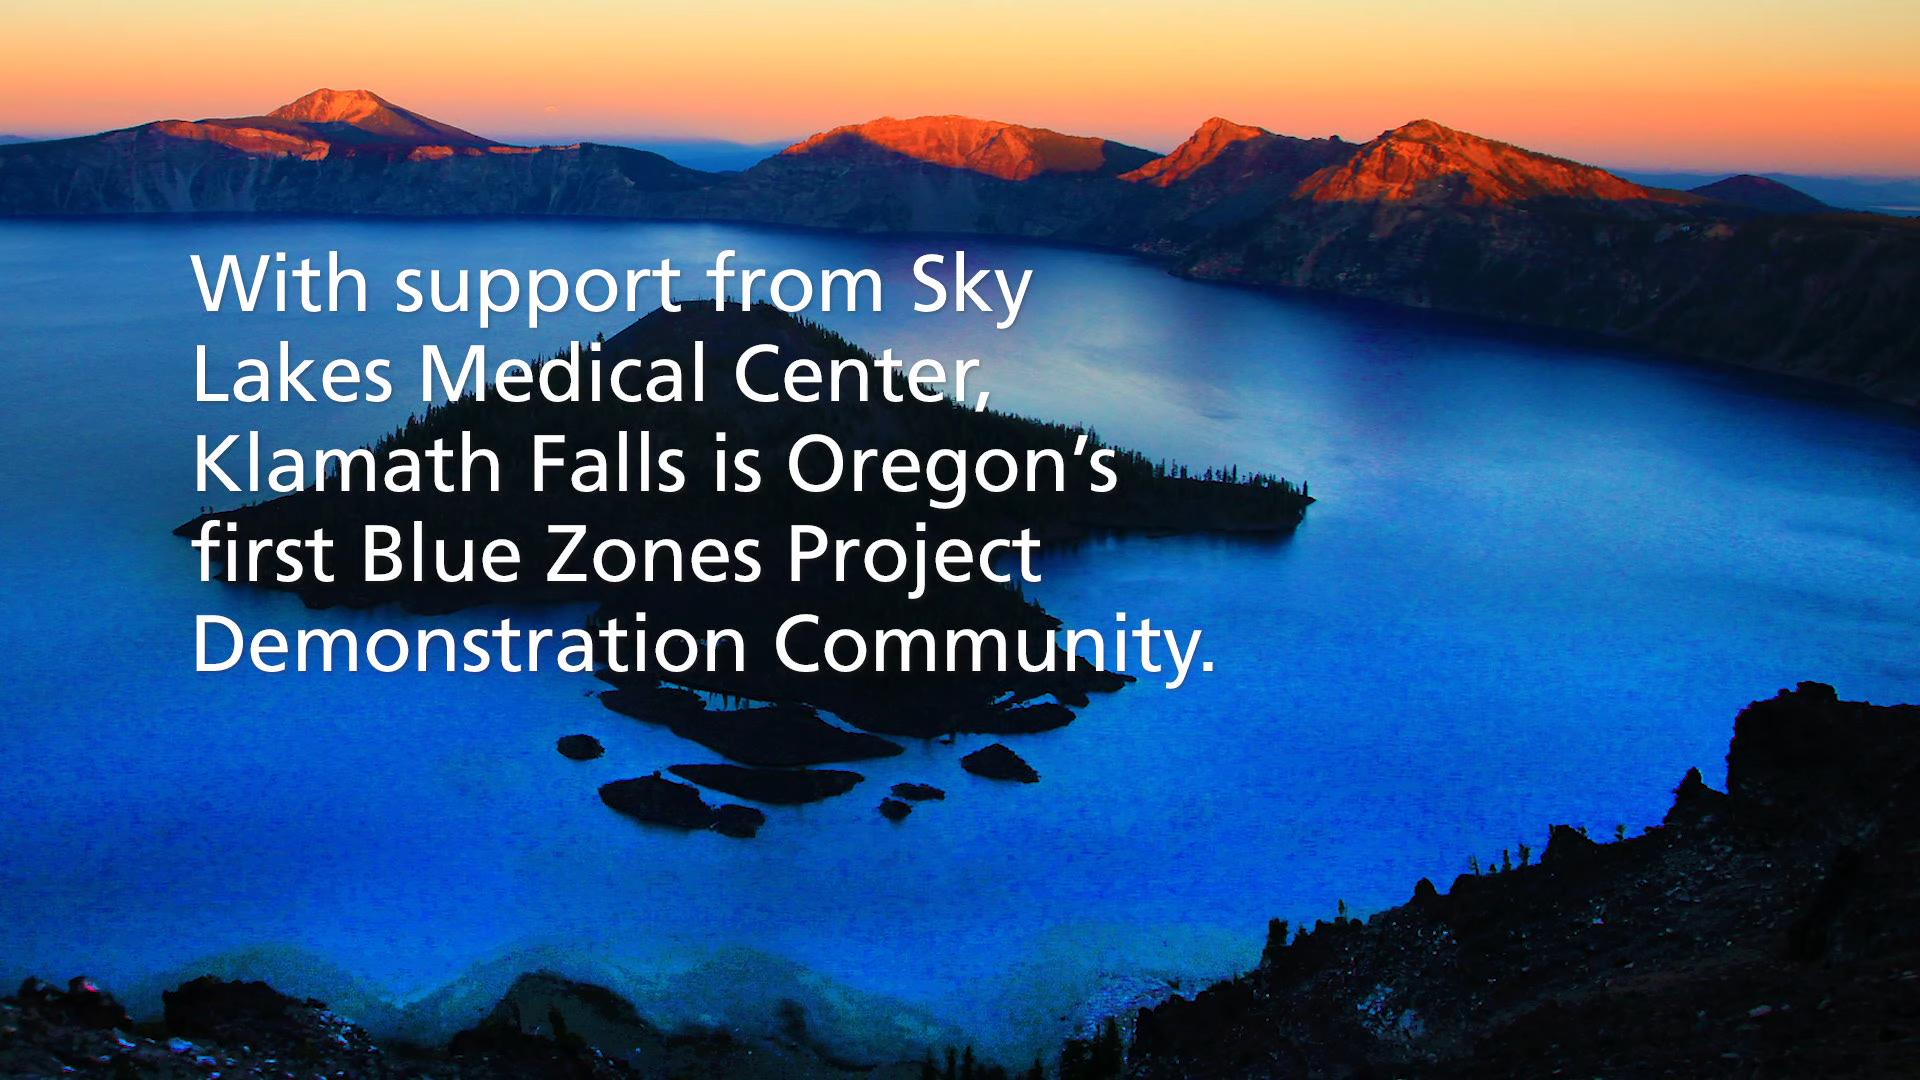 With support from Sky
Lakes Medical Center,
Klamath Falls is Oregon’s
first Blue Zones Project
Demonstration Community.